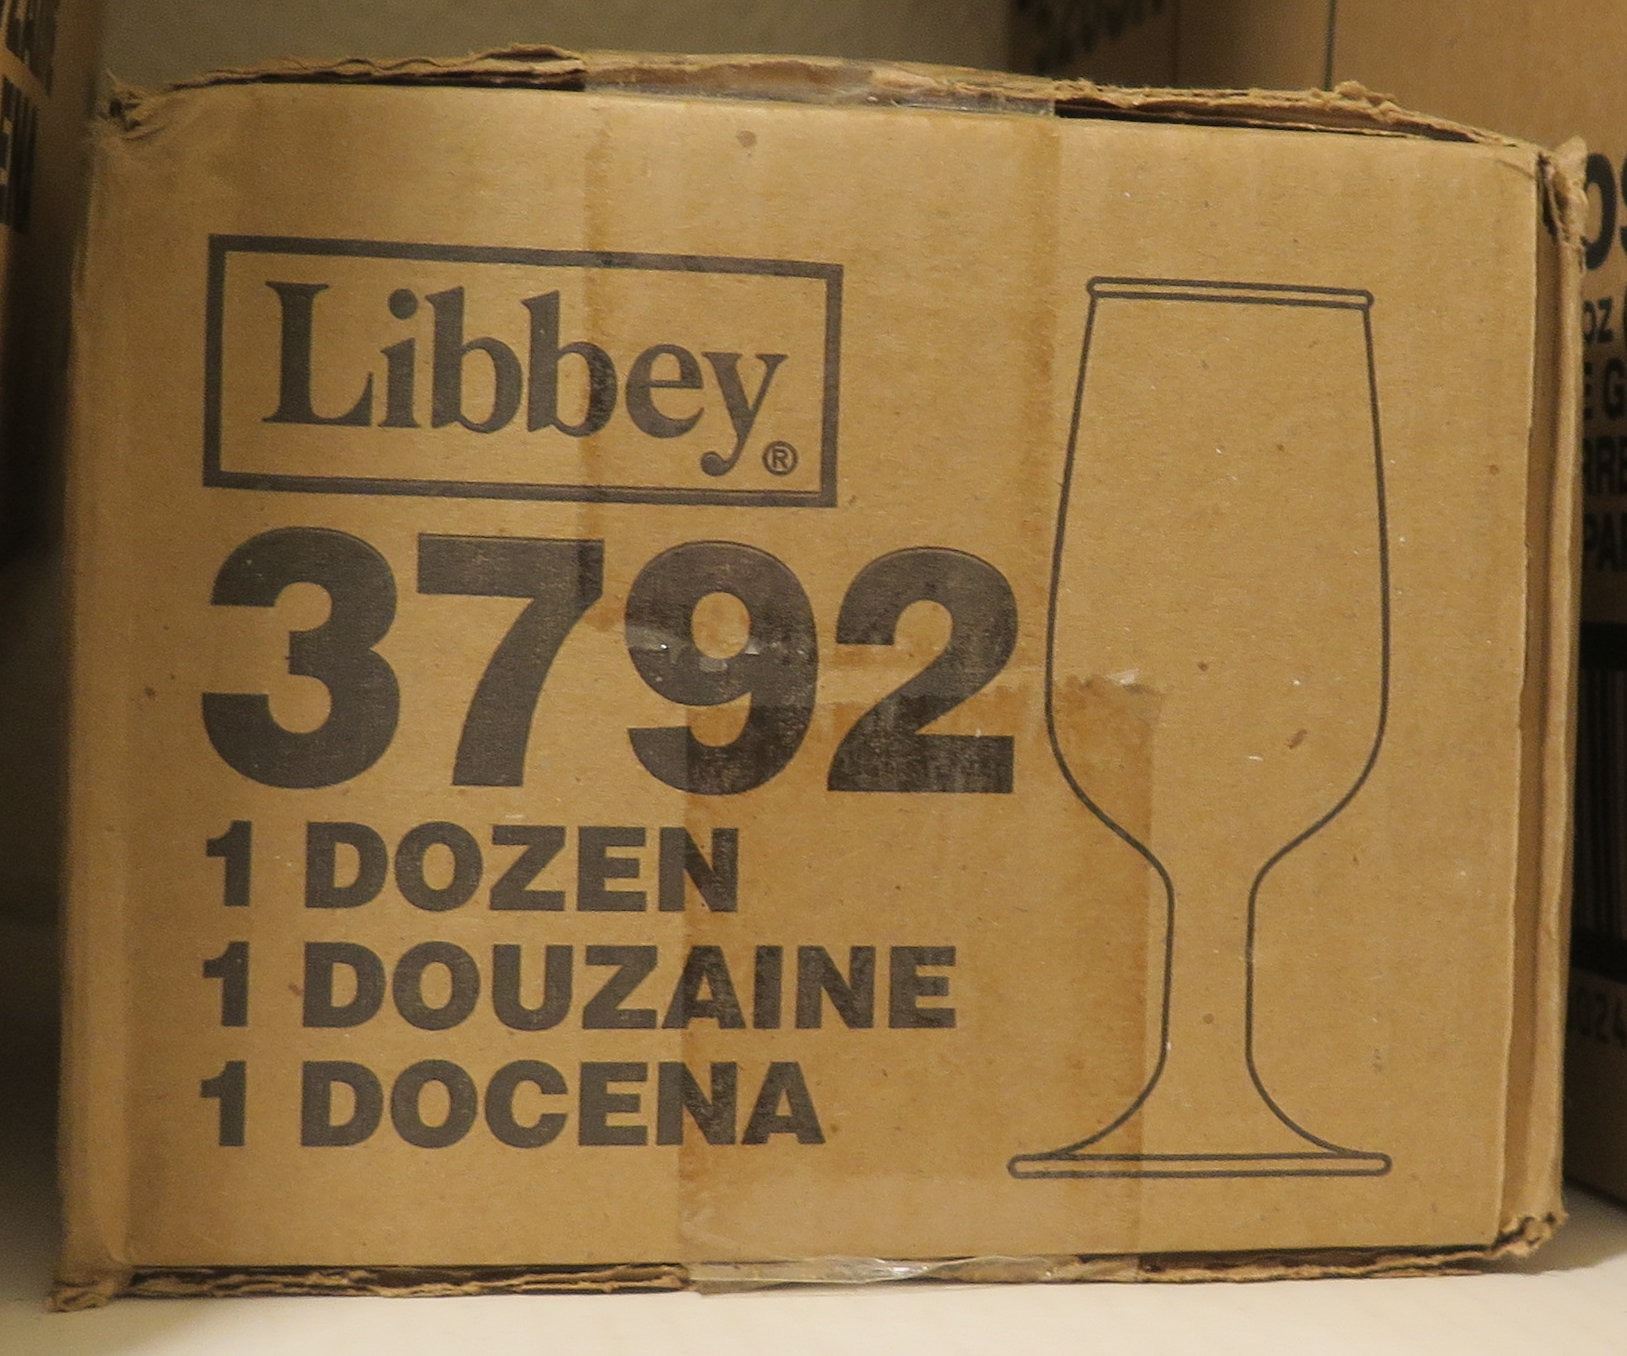 Libbey®
3792
1 DOZEN
1 DOUZAINE
1 DOCENA